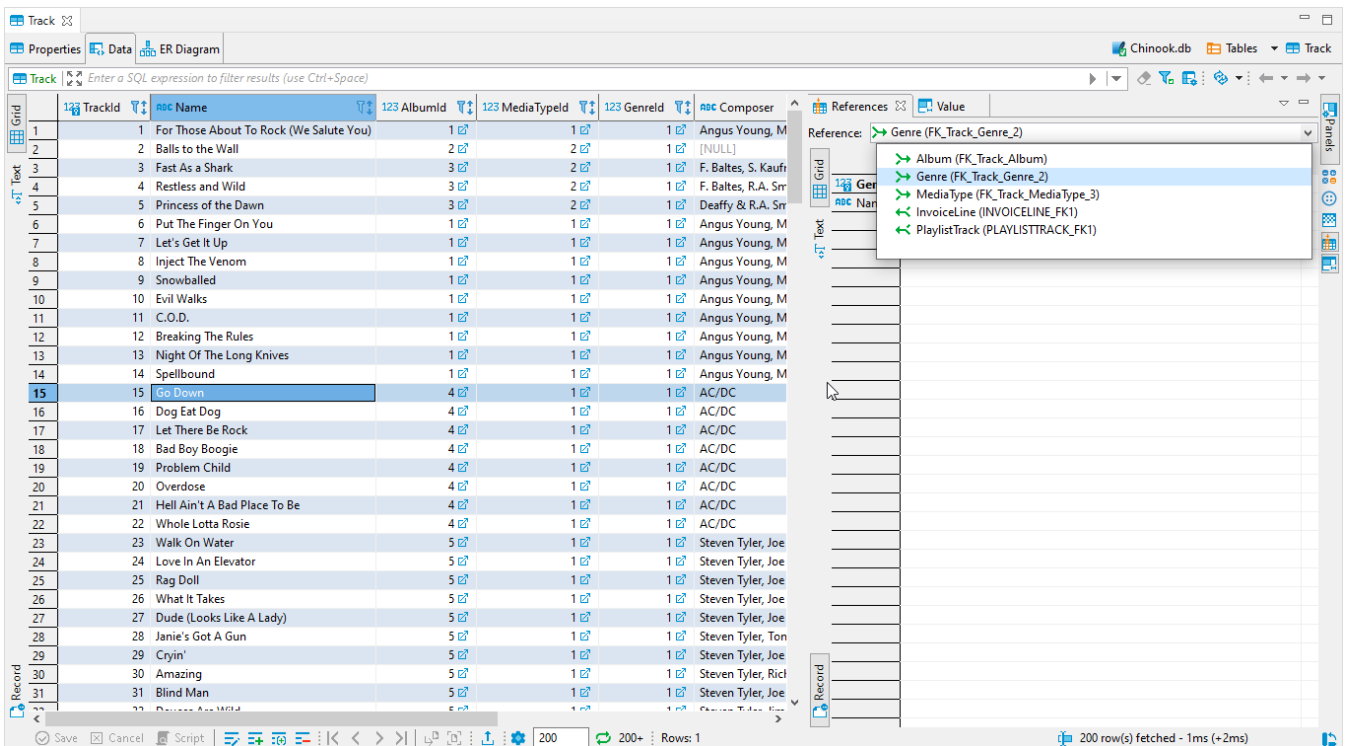 Track
Properties Data ER Diagram Chinook.db Tables Track
Track Enter a SQL expression to filter results (use Ctrl+Space)
Grid
Text
Record
123 TrackId ABC Name 123 AlbumId 123 MediaTypeId 123 GenreId ABC Composer
1 1 For Those About To Rock (We Salute You) 1 1 1 Angus Young, M
2 2 Balls to the Wall 2 2 1 [NULL]
3 3 Fast As a Shark 3 2 1 F. Baltes, S. Kaufr
4 4 Restless and Wild 3 2 1 F. Baltes, R.A. Sm
5 5 Princess of the Dawn 3 2 1 Deaffy & R.A. Sm
6 6 Put The Finger On You 1 1 1 Angus Young, M
7 7 Let's Get It Up 1 1 1 Angus Young, M
8 8 Inject The Venom 1 1 1 Angus Young, M
9 9 Snowballed 1 1 1 Angus Young, M
10 10 Evil Walks 1 1 1 Angus Young, M
11 11 C.O.D. 1 1 1 Angus Young, M
12 12 Breaking The Rules 1 1 1 Angus Young, M
13 13 Night Of The Long Knives 1 1 1 Angus Young, M
14 14 Spellbound 1 1 1 Angus Young, M
15 15 Go Down 4 1 1 AC/DC
16 16 Dog Eat Dog 4 1 1 AC/DC
17 17 Let There Be Rock 4 1 1 AC/DC
18 18 Bad Boy Boogie 4 1 1 AC/DC
19 19 Problem Child 4 1 1 AC/DC
20 20 Overdose 4 1 1 AC/DC
21 21 Hell Ain't A Bad Place To Be 4 1 1 AC/DC
22 22 Whole Lotta Rosie 4 1 1 AC/DC
23 23 Walk On Water 5 1 1 Steven Tyler, Joe
24 24 Love In An Elevator 5 1 1 Steven Tyler, Joe
25 25 Rag Doll 5 1 1 Steven Tyler, Joe
26 26 What It Takes 5 1 1 Steven Tyler, Joe
27 27 Dude (Looks Like A Lady) 5 1 1 Steven Tyler, Joe
28 28 Janie's Got A Gun 5 1 1 Steven Tyler, Ton
29 29 Cryin' 5 1 1 Steven Tyler, Joe
30 30 Amazing 5 1 1 Steven Tyler, Rich
31 31 Blind Man 5 1 1 Steven Tyler, Joe
References Value
Reference: Genre (FK_Track_Genre_2)
Album (FK_Track_Album)
Genre (FK_Track_Genre_2)
MediaType (FK_Track_MediaType_3)
InvoiceLine (INVOICELINE_FK1)
PlaylistTrack (PLAYLISTTRACK_FK1)
Grid
Text
Record
123 Ger
ABC Nan
Panels
Save Cancel Script 200 200+ Rows: 1 200 row(s) fetched - 1ms (+2ms)